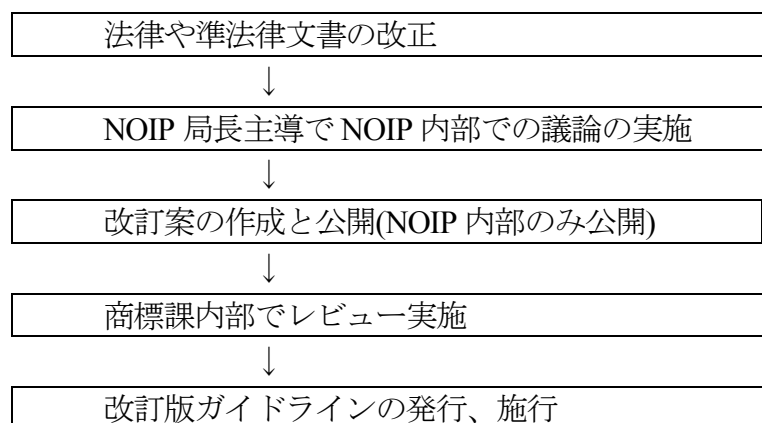 法律や準法律文書の改正
↓
NOIP 局長主導で NOIP 内部での議論の実施
↓
改訂案の作成と公開(NOIP 内部のみ公開)
↓
商標課内部でレビュー実施
↓
改訂版ガイドラインの発行、施行